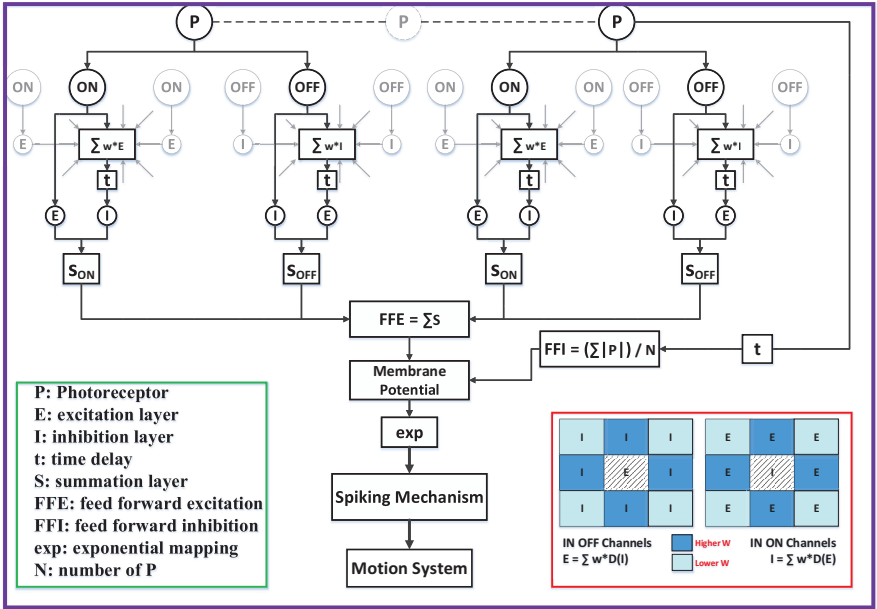 P P P
ON ON OFF OFF ON ON OFF OFF
ON OFF ON OFF
E ∑ w*E E I ∑ w*I I E ∑ w*E E I ∑ w*I I
t t t t
E I I E E I I E
SON SOFF SON SOFF
FFE = ∑S
FFI = (∑|P|) / N
t
Membrane
Potential
exp
Spiking Mechanism
Motion System
P: Photoreceptor
E: excitation layer
I: inhibition layer
t: time delay
S: summation layer
FFE: feed forward excitation
FFI: feed forward inhibition
exp: exponential mapping
N: number of P
I I I E E E
I E I E I E
I I I E E E
IN OFF Channels
E = ∑ w*D(I)
Higher W
Lower W
IN ON Channels
I = ∑ w*D(E)